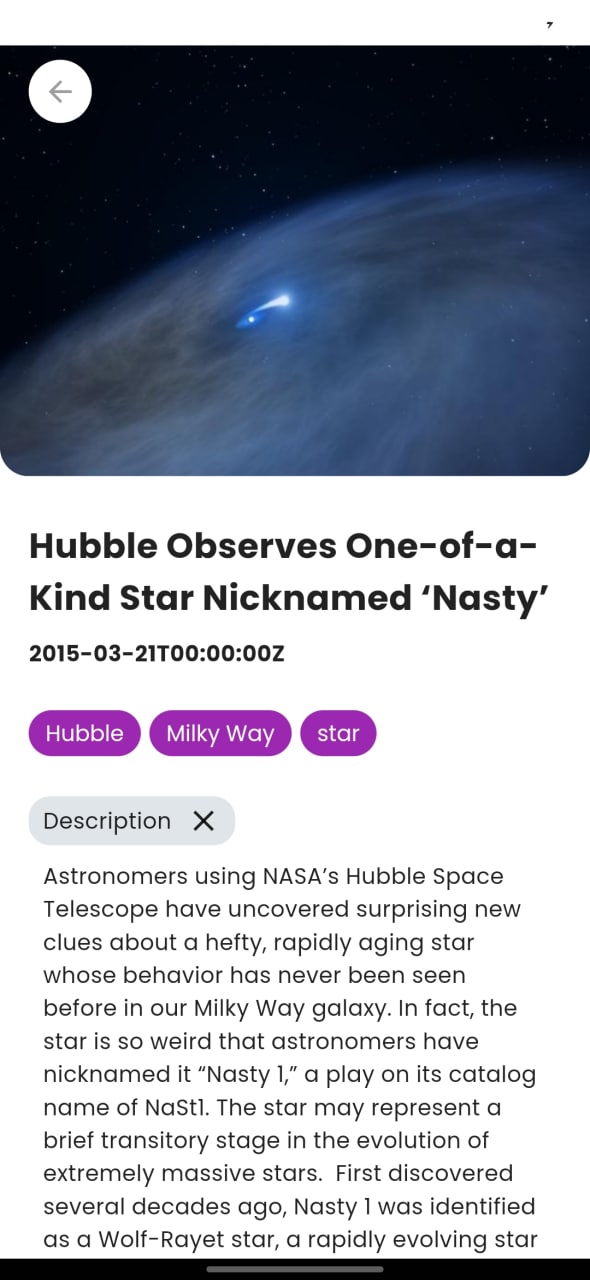 Hubble Observes One-of-a-
Kind Star Nicknamed ‘Nasty’
2015-03-21T00:00:00Z
Hubble
Milky Way
star
Description
Astronomers using NASA’s Hubble Space
Telescope have uncovered surprising new
clues about a hefty, rapidly aging star
whose behavior has never been seen
before in our Milky Way galaxy. In fact, the
star is so weird that astronomers have
nicknamed it “Nasty 1,” a play on its catalog
name of NaSt1. The star may represent a
brief transitory stage in the evolution of
extremely massive stars.  First discovered
several decades ago, Nasty 1 was identified
as a Wolf-Rayet star, a rapidly evolving star